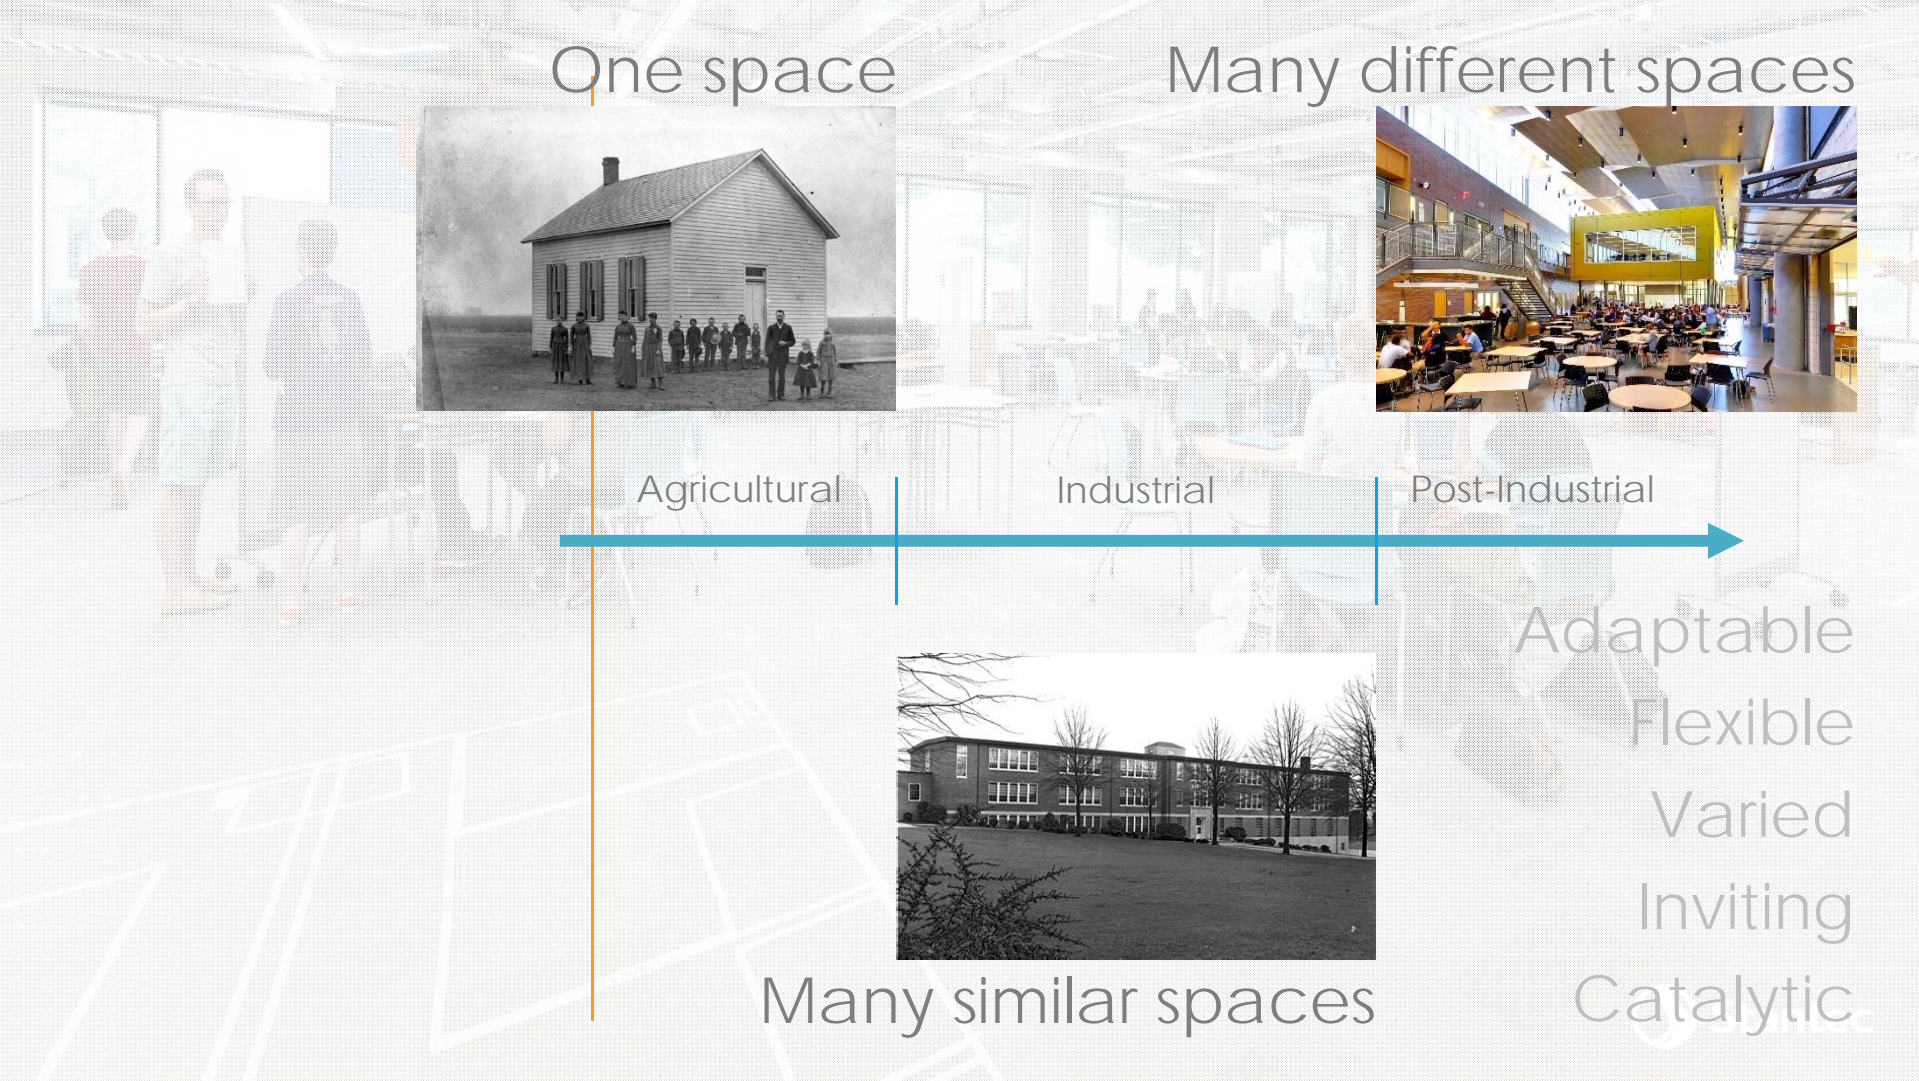 One space
Many different spaces
Agricultural
Industrial
Post-Industrial
Adaptable
Flexible
Varied
Inviting
Catalytic
Many similar spaces